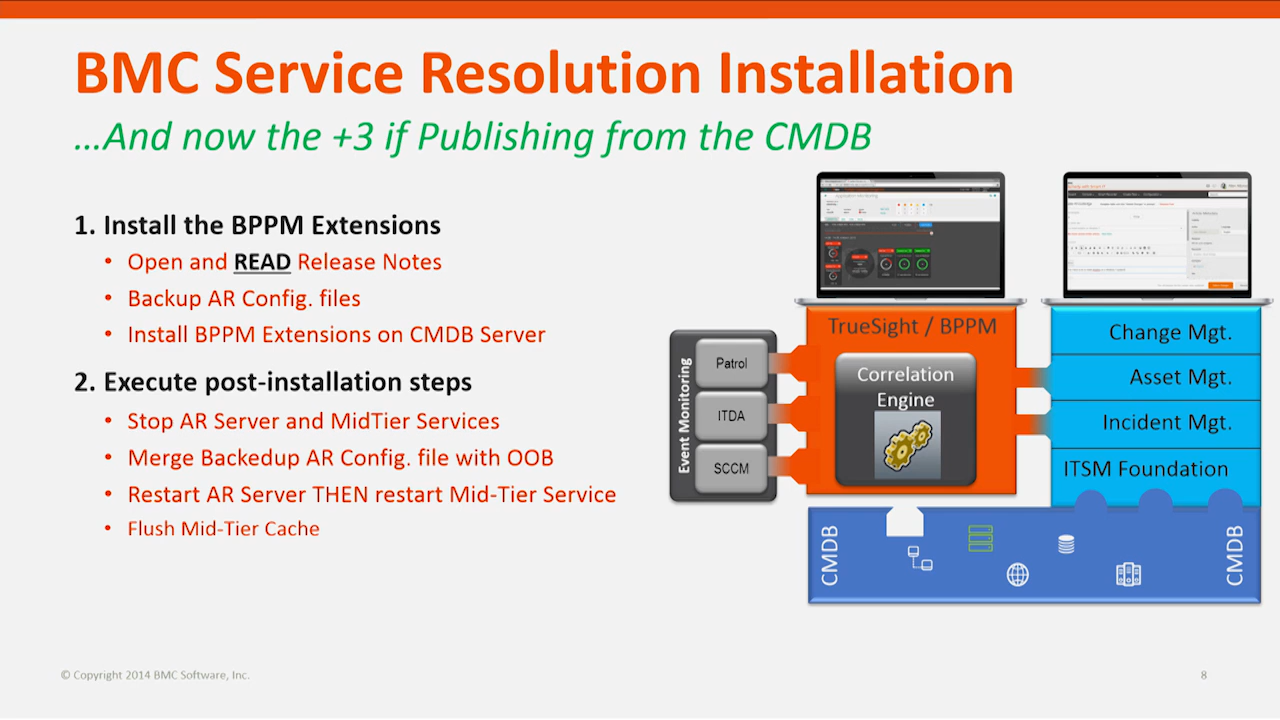 BMC Service Resolution Installation
...And now the +3 if Publishing from the CMDB
1. Install the BPPM Extensions
• Open and READ Release Notes
• Backup AR Config. files
• Install BPPM Extensions on CMDB Server
2. Execute post-installation steps
• Stop AR Server and MidTier Services
• Merge Backedup AR Config. file with OOB
• Restart AR Server THEN restart Mid-Tier Service
• Flush Mid-Tier Cache
Event Monitoring
Patrol
ITDA
SCCM
TrueSight / BPPM
Correlation
Engine
Change Mgt.
Asset Mgt.
Incident Mgt.
ITSM Foundation
CMDB
CMDB
© Copyright 2014 BMC Software, Inc.
8